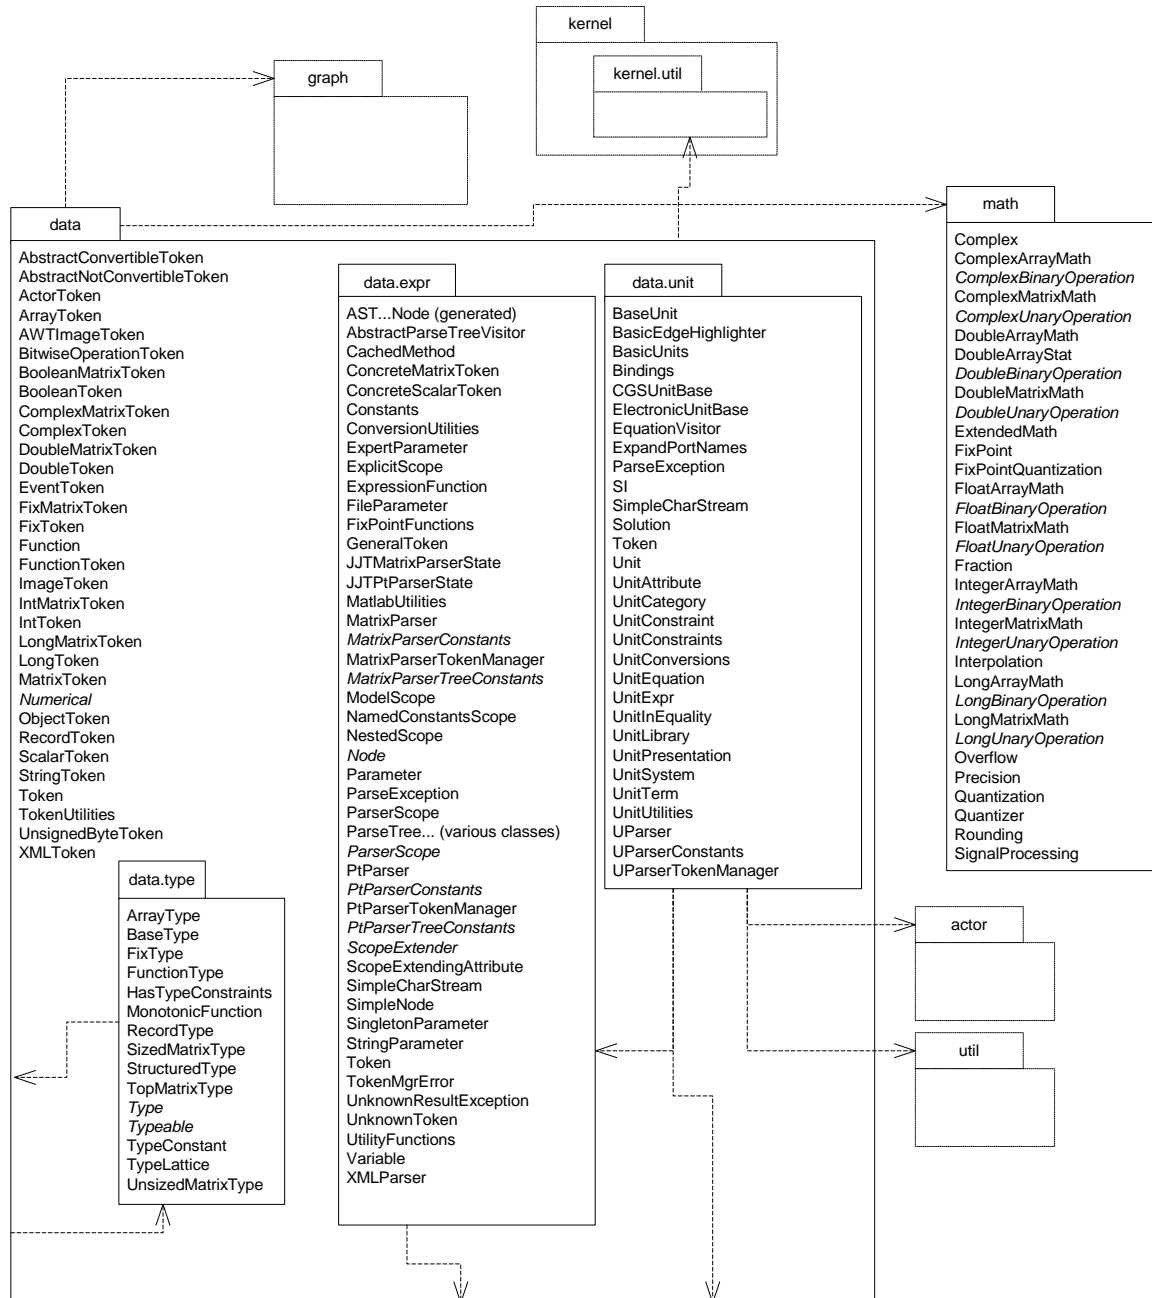 kernel
kernel.util
graph
data
AbstractConvertibleToken
AbstractNotConvertibleToken
ActorToken
ArrayToken
AWTImageToken
BitwiseOperationToken
BooleanMatrixToken
BooleanToken
ComplexMatrixToken
ComplexToken
DoubleMatrixToken
DoubleToken
EventToken
FixMatrixToken
FixToken
Function
FunctionToken
ImageToken
IntMatrixToken
IntToken
LongMatrixToken
LongToken
MatrixToken
Numerical
ObjectToken
RecordToken
ScalarToken
StringToken
Token
TokenUtilities
UnsignedByteToken
XMLToken
data.type
ArrayType
BaseType
FixType
FunctionType
HasTypeConstraints
MonotonicFunction
RecordType
SizedMatrixType
StructuredType
TopMatrixType
Type
Typeable
TypeConstant
TypeLattice
UnsizedMatrixType
data.expr
AST...Node (generated)
AbstractParseTreeVisitor
CachedMethod
ConcreteMatrixToken
ConcreteScalarToken
Constants
ConversionUtilities
ExpertParameter
ExplicitScope
ExpressionFunction
FileParameter
FixPointFunctions
GeneralToken
JJTMatrixParserState
JJTPtParserState
MatlabUtilities
MatrixParser
MatrixParserConstants
MatrixParserTokenManager
MatrixParserTreeConstants
ModelScope
NamedConstantsScope
NestedScope
Node
Parameter
ParseException
ParserScope
ParseTree... (various classes)
ParserScope
PtParser
PtParserConstants
PtParserTokenManager
PtParserTreeConstants
ScopeExtender
ScopeExtendingAttribute
SimpleCharStream
SimpleNode
SingletonParameter
StringParameter
Token
TokenMgrError
UnknownResultException
UnknownToken
UtilityFunctions
Variable
XMLParser
data.unit
BaseUnit
BasicEdgeHighlighter
BasicUnits
Bindings
CGSUnitBase
ElectronicUnitBase
EquationVisitor
ExpandPortNames
ParseException
SI
SimpleCharStream
Solution
Token
Unit
UnitAttribute
UnitCategory
UnitConstraint
UnitConstraints
UnitConversions
UnitEquation
UnitExpr
UnitInEquality
UnitLibrary
UnitPresentation
UnitSystem
UnitTerm
UnitUtilities
UParser
UParserConstants
UParserTokenManager
math
Complex
ComplexArrayMath
ComplexBinaryOperation
ComplexMatrixMath
ComplexUnaryOperation
DoubleArrayMath
DoubleArrayStat
DoubleBinaryOperation
DoubleMatrixMath
DoubleUnaryOperation
ExtendedMath
FixPoint
FixPointQuantization
FloatArrayMath
FloatBinaryOperation
FloatMatrixMath
FloatUnaryOperation
Fraction
IntegerArrayMath
IntegerBinaryOperation
IntegerMatrixMath
IntegerUnaryOperation
Interpolation
LongArrayMath
LongBinaryOperation
LongMatrixMath
LongUnaryOperation
Overflow
Precision
Quantization
Quantizer
Rounding
SignalProcessing
actor
util